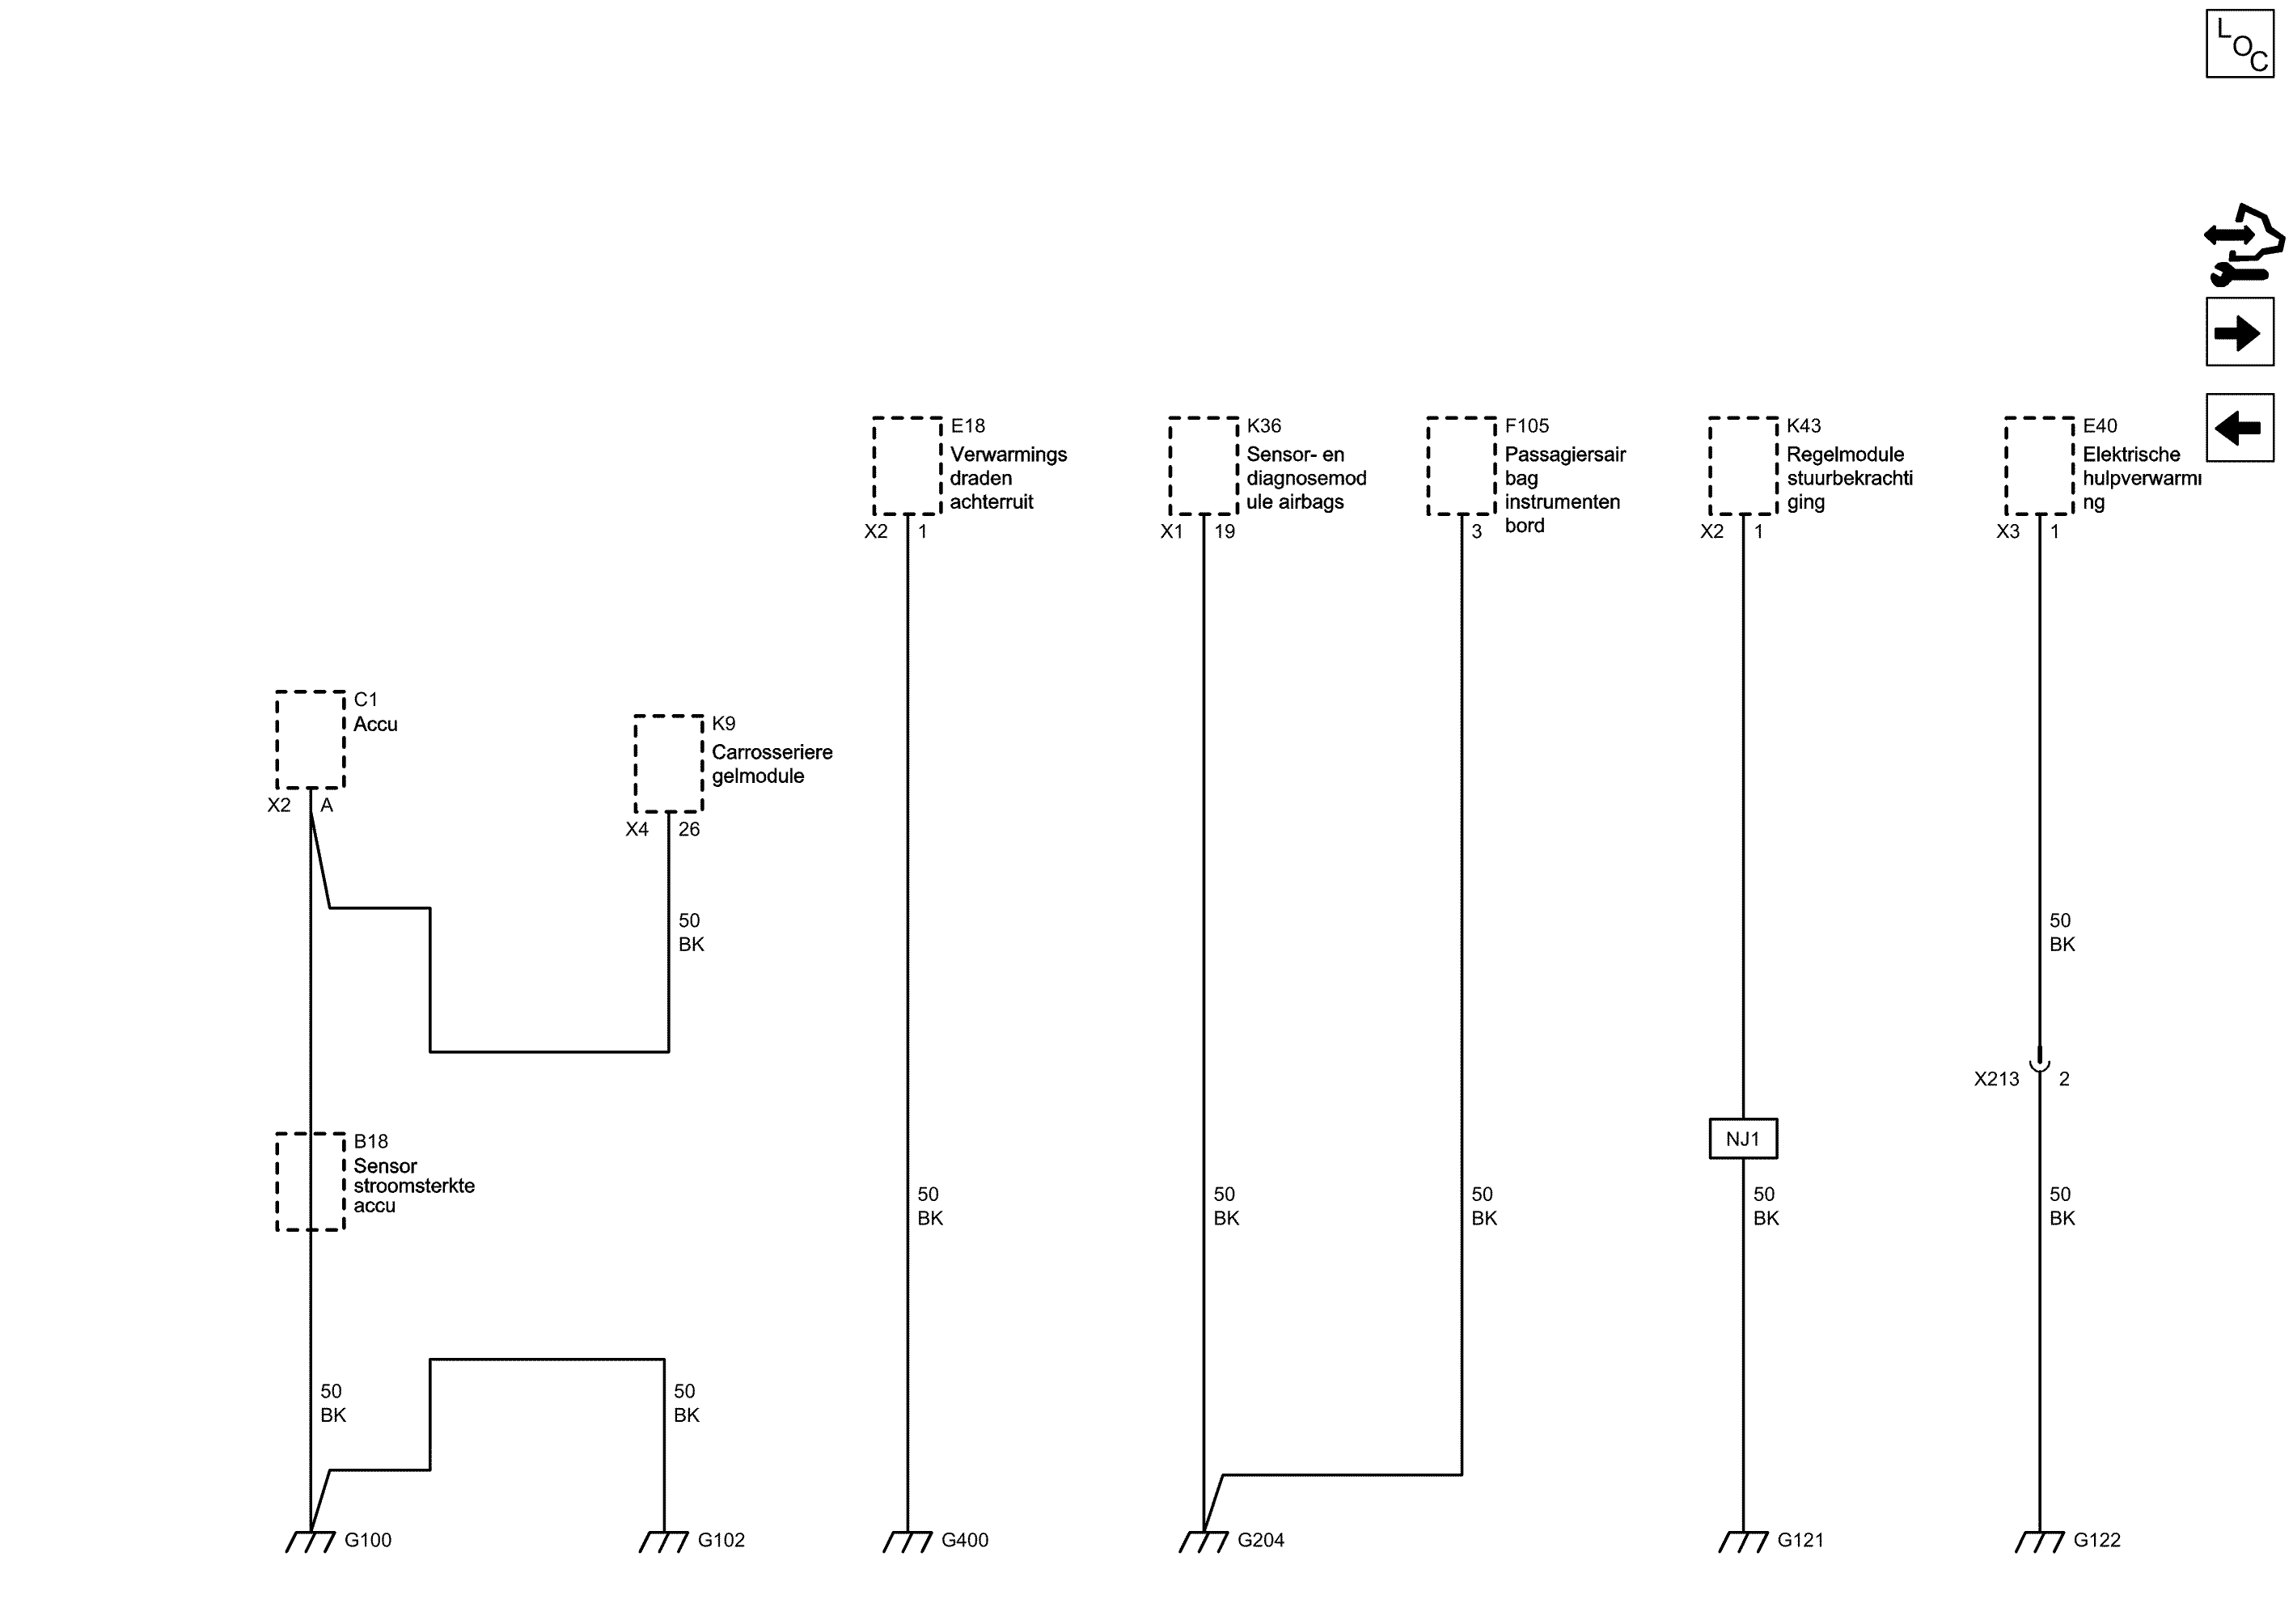 L
O
C
E18
Verwarmings
draden
achterruit
X2 1
K36
Sensor- en
diagnosemod
ule airbags
X1 19
F105
Passagiersair
bag
instrumenten
bord
3
K43
Regelmodule
stuurbekrachti
ging
X2 1
E40
Elektrische
hulpverwarmi
ng
X3 1
C1
Accu
X2 A
K9
Carrosseriere
gelmodule
X4 26
50
BK
50
BK
X213 2
NJ1
B18
Sensor
stroomsterkte
accu
50
BK
50
BK
50
BK
50
BK
50
BK
50
BK
50
BK
G100
G102
G400
G204
G121
G122